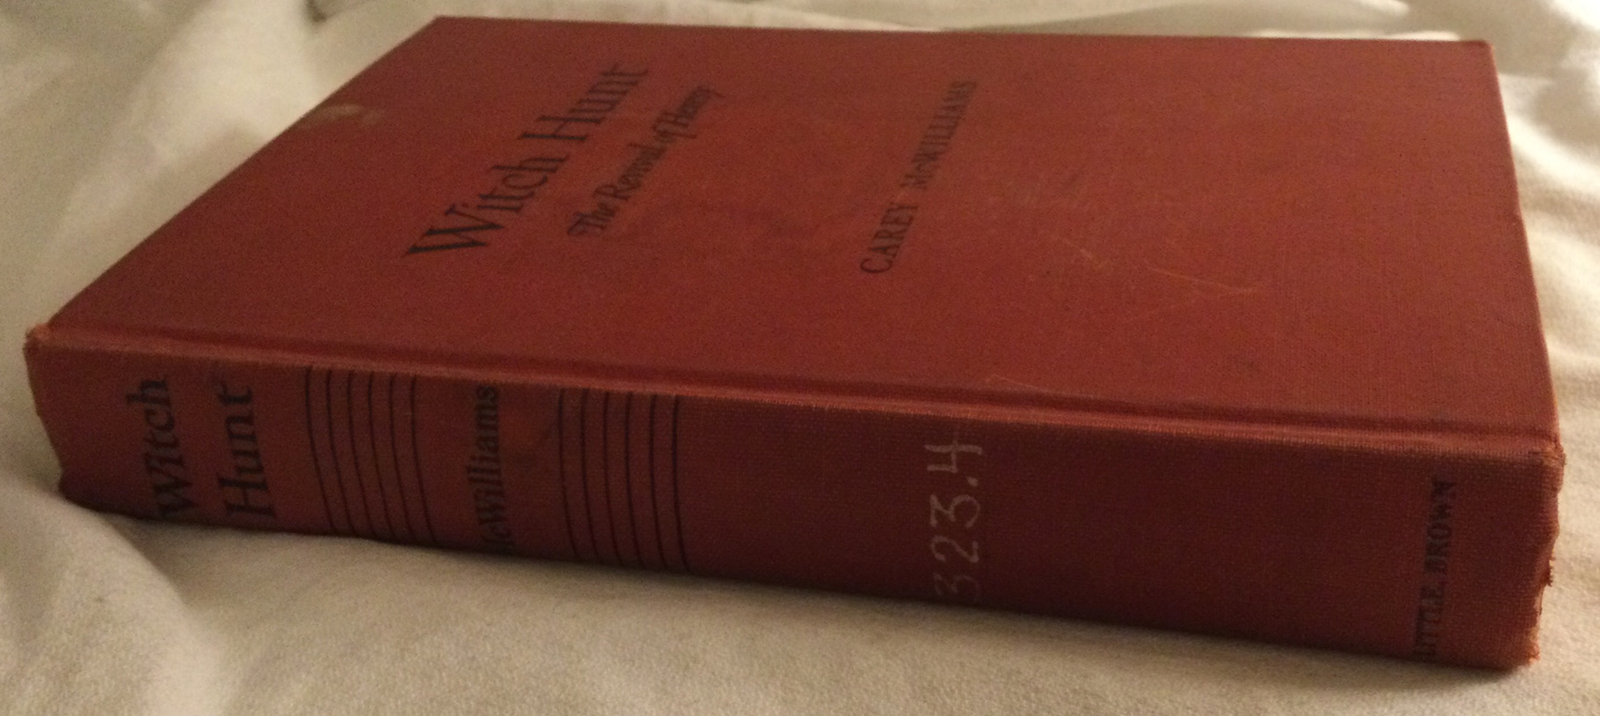 Witch Hunt
The Revival of Heresy
CAREY McWILLIAMS
Witch
Hunt
McWilliams
323.4
LITTLE, BROWN